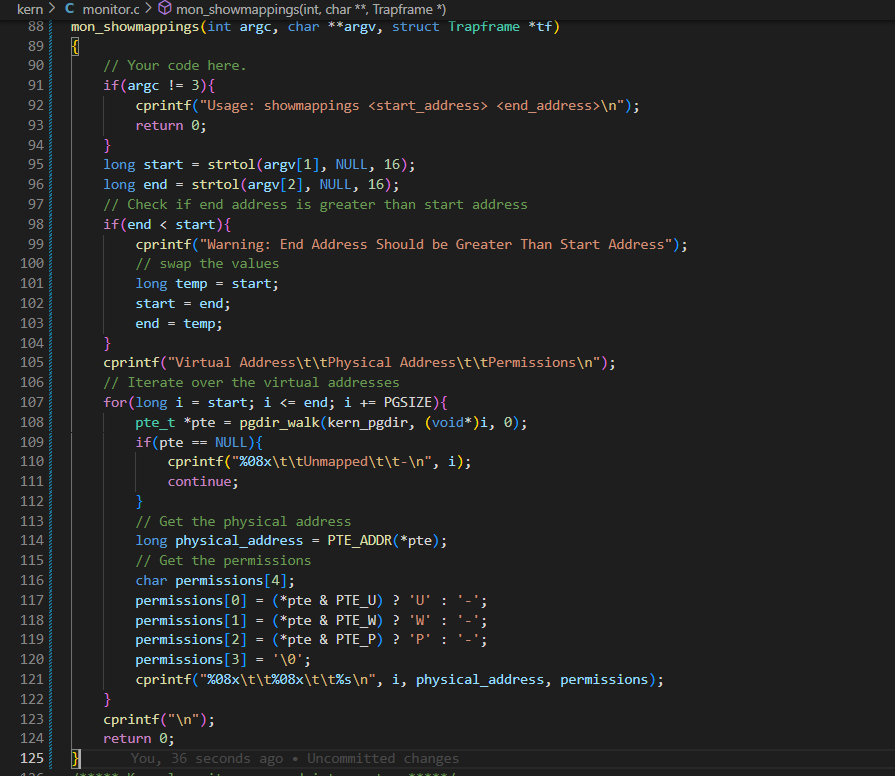 kern > C monitor.c > mon_showmappings(int, char **, Trapframe *)
88 mon_showmappings(int argc, char **argv, struct Trapframe *tf)
89 {
90     // Your code here.
91     if(argc != 3){
92         cprintf("Usage: showmappings <start_address> <end_address>\n");
93         return 0;
94     }
95     long start = strtol(argv[1], NULL, 16);
96     long end = strtol(argv[2], NULL, 16);
97     // Check if end address is greater than start address
98     if(end < start){
99         cprintf("Warning: End Address Should be Greater Than Start Address");
100         // swap the values
101         long temp = start;
102         start = end;
103         end = temp;
104     }
105     cprintf("Virtual Address\t\tPhysical Address\t\tPermissions\n");
106     // Iterate over the virtual addresses
107     for(long i = start; i <= end; i += PGSIZE){
108         pte_t *pte = pgdir_walk(kern_pgdir, (void*)i, 0);
109         if(pte == NULL){
110             cprintf("%08x\t\tUnmapped\t\t-\n", i);
111             continue;
112         }
113         // Get the physical address
114         long physical_address = PTE_ADDR(*pte);
115         // Get the permissions
116         char permissions[4];
117         permissions[0] = (*pte & PTE_U) ? 'U' : '-';
118         permissions[1] = (*pte & PTE_W) ? 'W' : '-';
119         permissions[2] = (*pte & PTE_P) ? 'P' : '-';
120         permissions[3] = '\0';
121         cprintf("%08x\t\t%08x\t\t%s\n", i, physical_address, permissions);
122     }
123     cprintf("\n");
124     return 0;
125 }     You, 36 seconds ago • Uncommitted changes